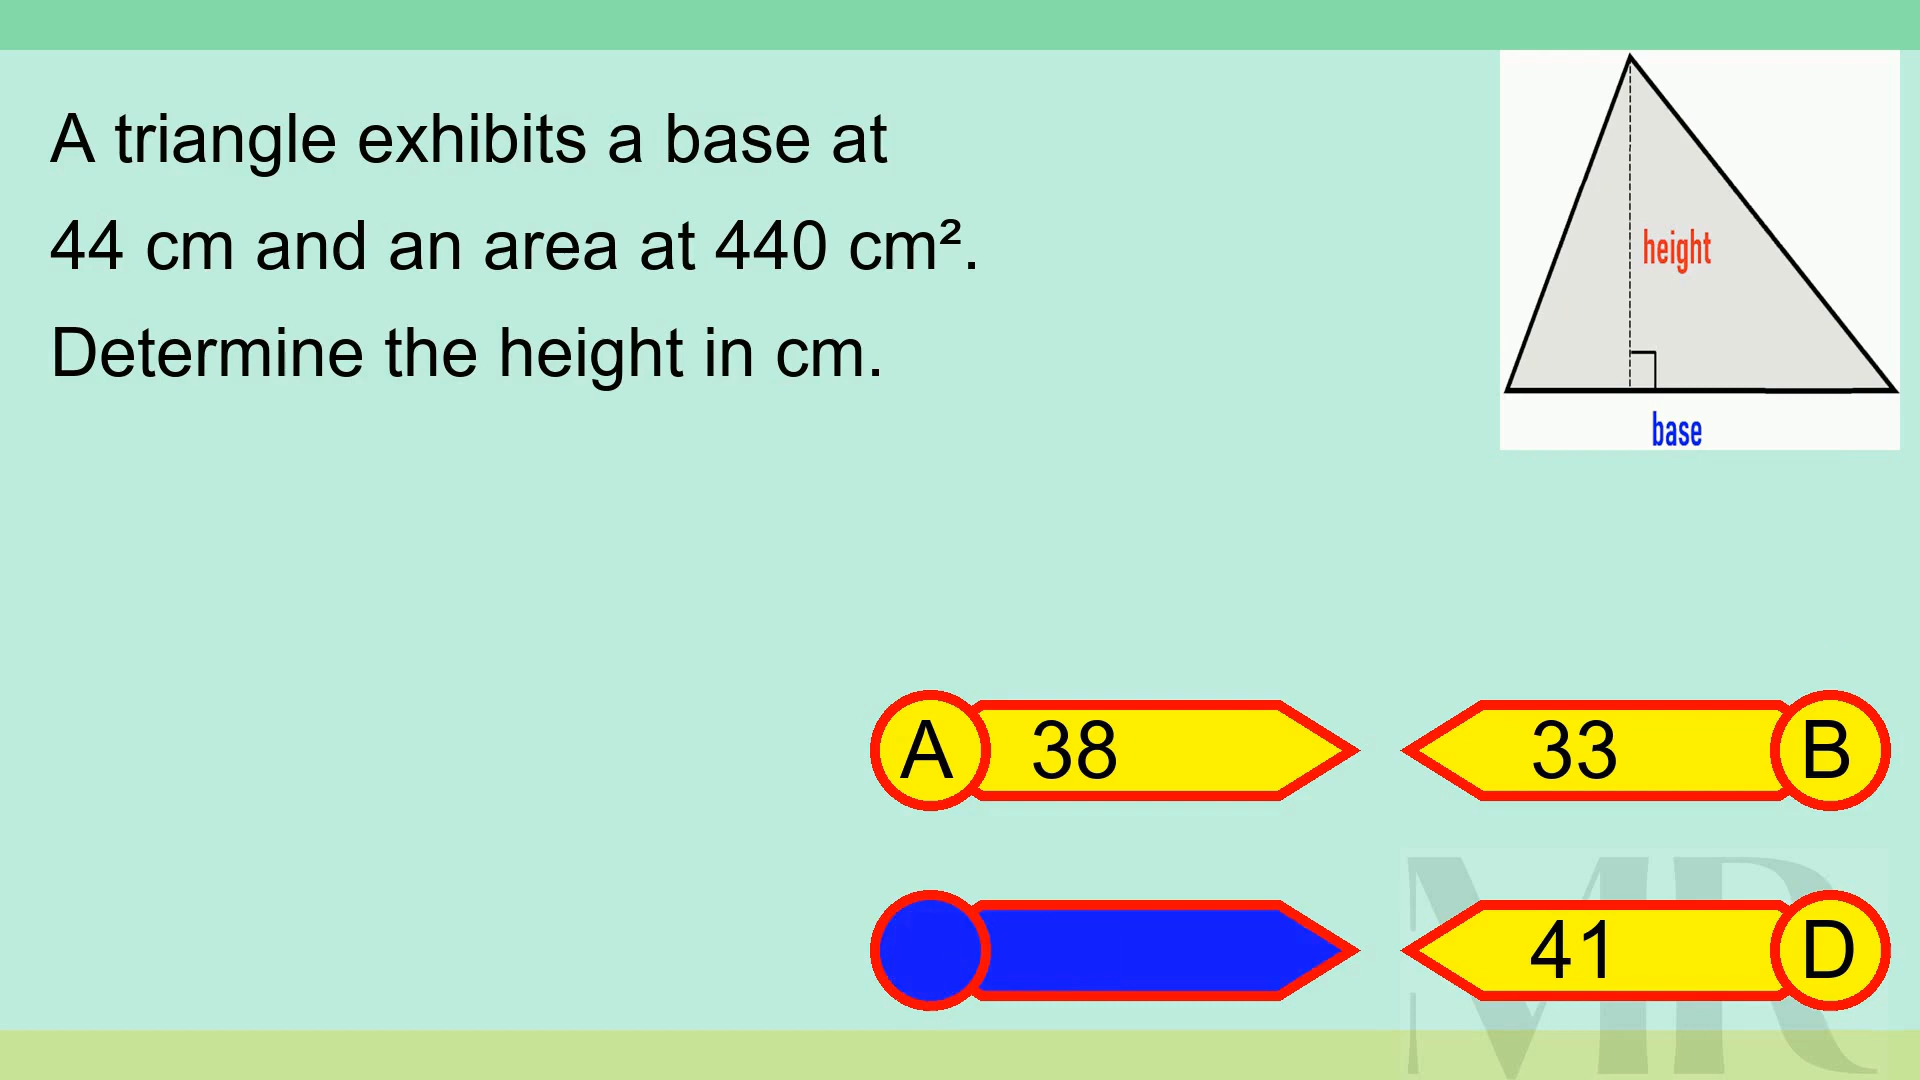 A triangle exhibits a base at
44 cm and an area at 440 cm².
Determine the height in cm.
height
base
A 38
33 B
41 D
MR